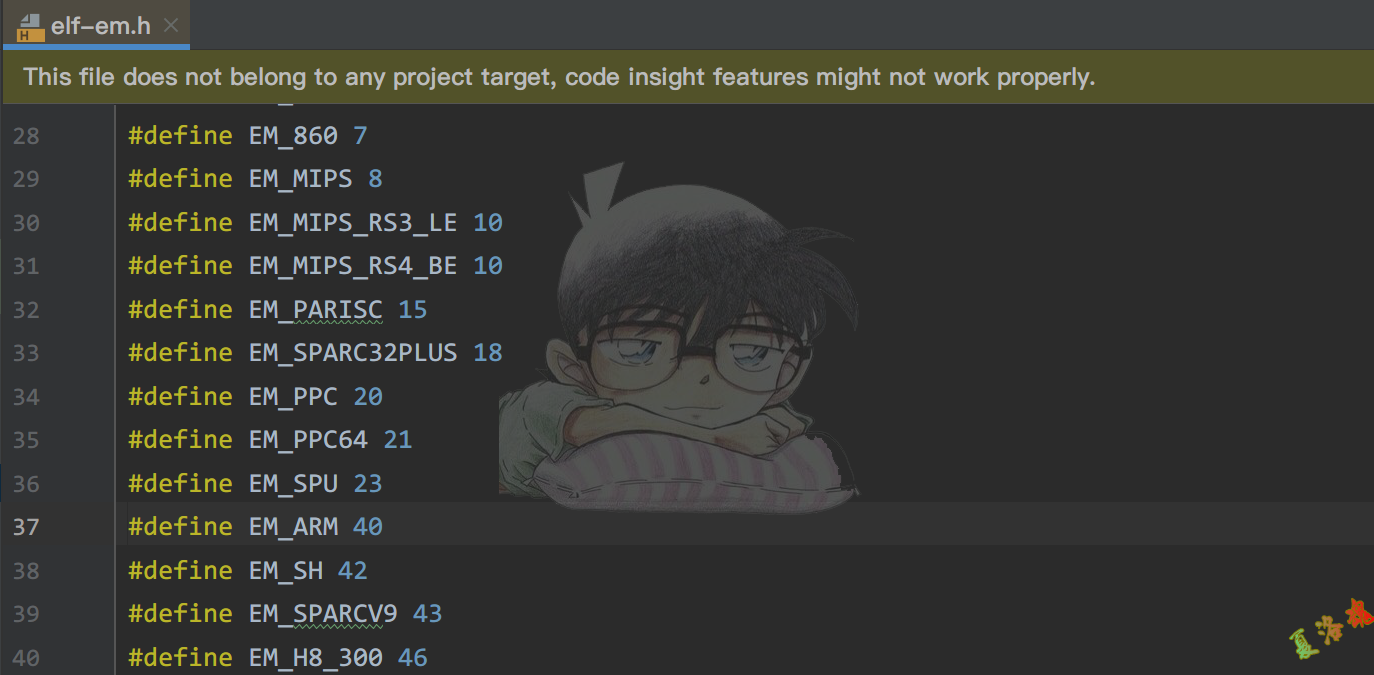 elf-em.h
This file does not belong to any project target, code insight features might not work properly.
28 #define EM_860 7
29 #define EM_MIPS 8
30 #define EM_MIPS_RS3_LE 10
31 #define EM_MIPS_RS4_BE 10
32 #define EM_PARISC 15
33 #define EM_SPARC32PLUS 18
34 #define EM_PPC 20
35 #define EM_PPC64 21
36 #define EM_SPU 23
37 #define EM_ARM 40
38 #define EM_SH 42
39 #define EM_SPARCV9 43
40 #define EM_H8_300 46
夏洛